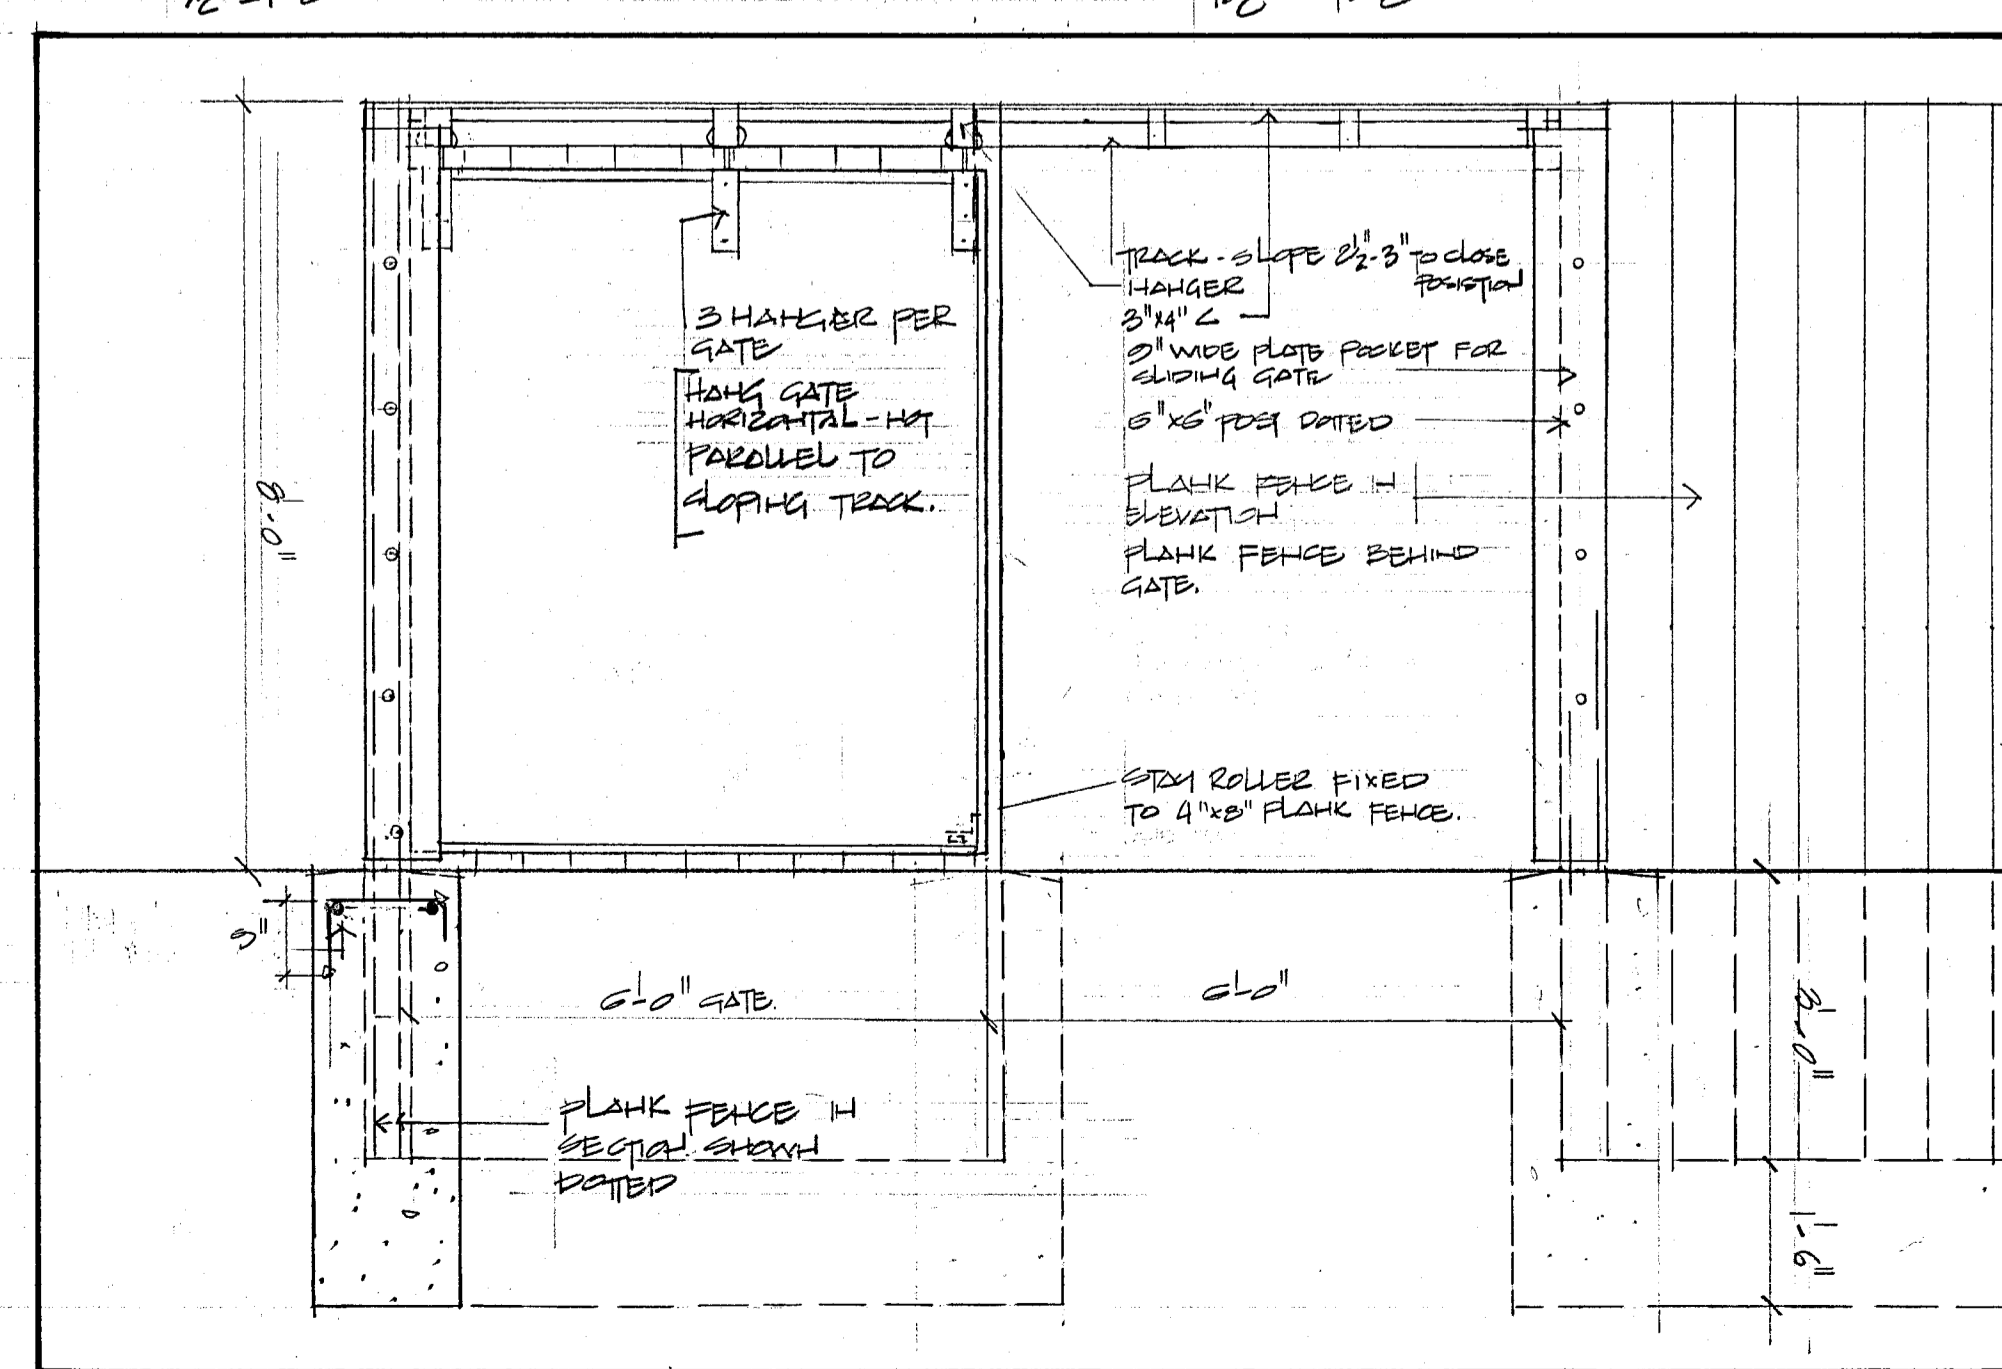 3 HANGER PER
GATE
HANG GATE
HORIZONTAL - NOT
PARALLEL TO
SLOPING TRACK.
TRACK - SLOPE 2½"-3" TO CLOSE
POSISTION
HANGER
3"x4" ∠
9" WIDE PLATE POCKET FOR
SLIDING GATE
6"x6" POST DOTTED
PLANK FENCE IN
ELEVATION
PLANK FENCE BEHIND
GATE.
STAY ROLLER FIXED
TO 4"x8" PLANK FENCE.
8'-0"
9"
6'-0" GATE.
6'-0"
3'-0"
1'-6"
PLANK FENCE IN
SECTION SHOWN
DOTTED